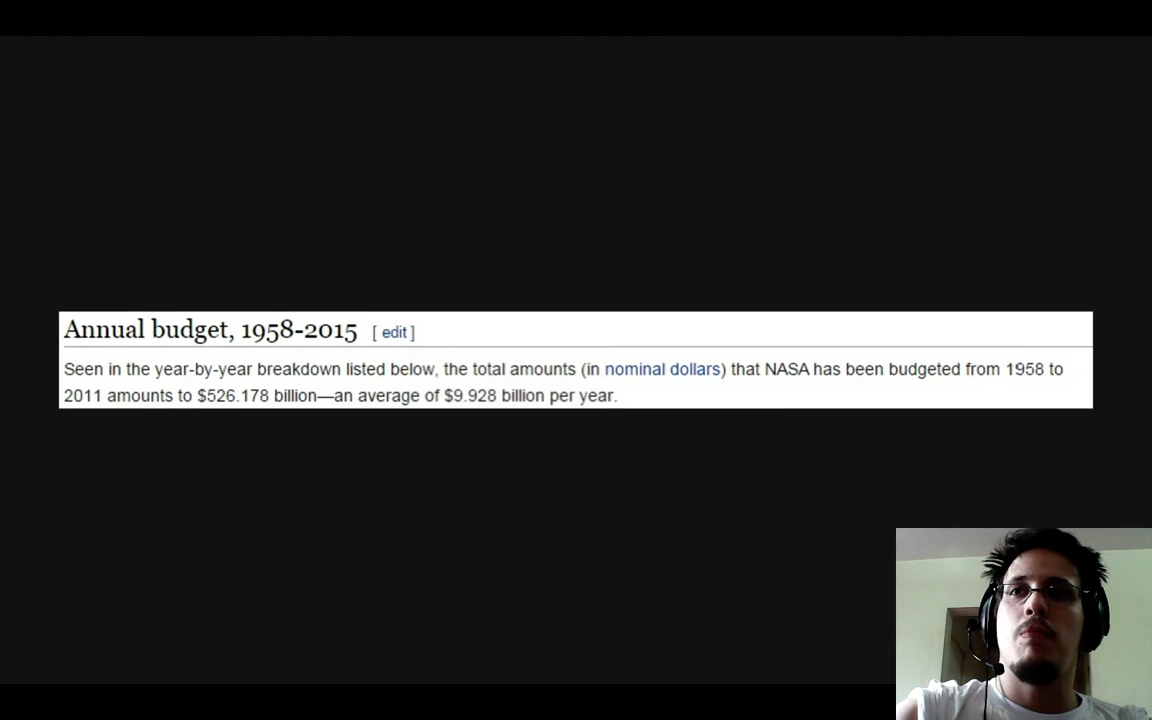 Annual budget, 1958-2015 [ edit ]
Seen in the year-by-year breakdown listed below, the total amounts (in nominal dollars) that NASA has been budgeted from 1958 to
2011 amounts to $526.178 billion—an average of $9.928 billion per year.